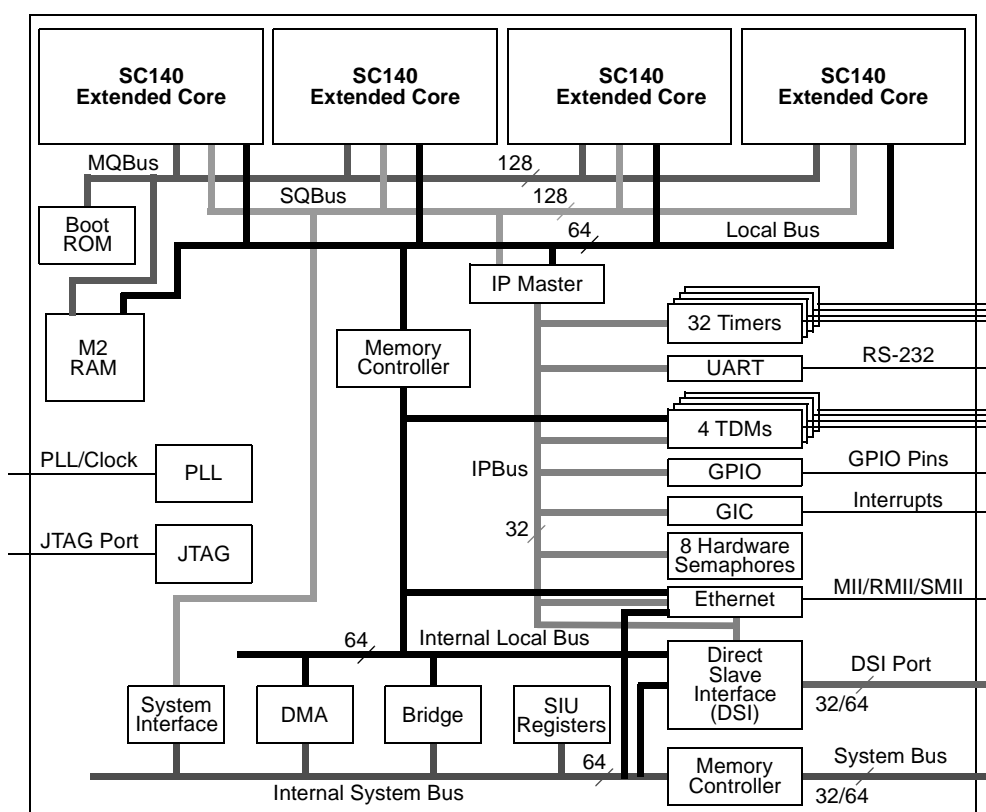 SC140
Extended Core
SC140
Extended Core
SC140
Extended Core
SC140
Extended Core
MQBus
128
SQBus
128
Boot
ROM
64
Local Bus
IP Master
M2
RAM
Memory
Controller
32 Timers
UART
RS-232
4 TDMs
PLL/Clock
PLL
IPBus
GPIO
GPIO Pins
GIC
Interrupts
32
JTAG Port
JTAG
8 Hardware
Semaphores
Ethernet
MII/RMII/SMII
64
Internal Local Bus
Direct
Slave
Interface
(DSI)
DSI Port
32/64
System
Interface
DMA
Bridge
SIU
Registers
64
Internal System Bus
Memory
Controller
System Bus
32/64